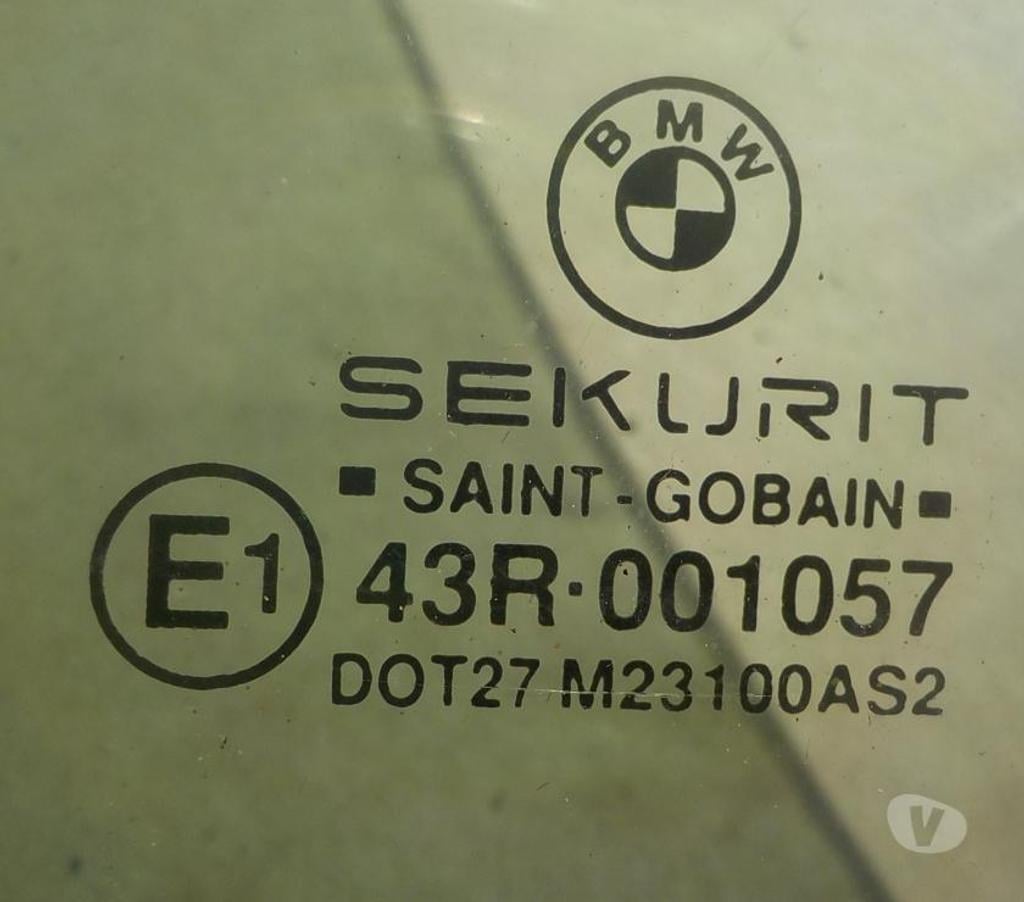 BMW
SEKURIT
▪ SAINT-GOBAIN ▪
E1 43R·001057
DOT27 M23100AS2
V